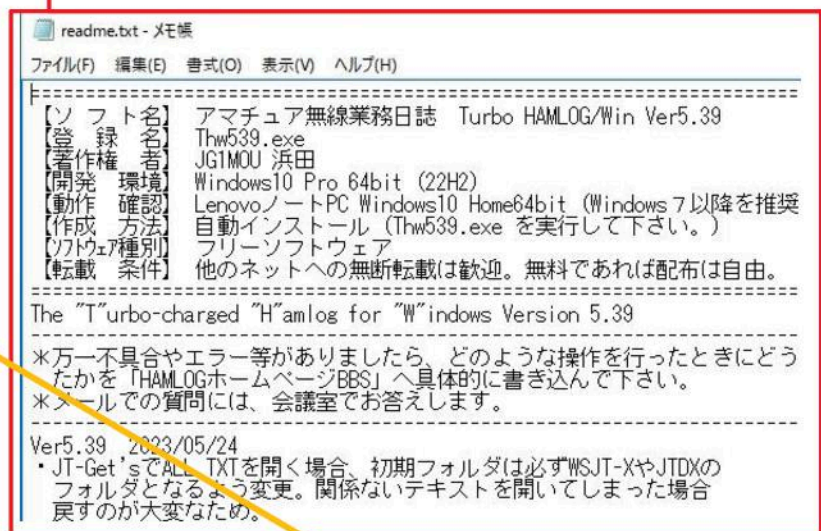 readme.txt - メモ帳
ファイル(F) 編集(E) 書式(O) 表示(V) ヘルプ(H)
==============================================================================
【ソ フ ト名】 アマチュア無線業務日誌 Turbo HAMLOG/Win Ver5.39
【登 録 名】 Thw539.exe
【著作権 者】 JG1MOU 浜田
【開発 環境】 Windows10 Pro 64bit (22H2)
【動作 確認】 LenovoノートPC Windows10 Home64bit (Windows7以降を推奨
【作成 方法】 自動インストール (Thw539.exe を実行して下さい。)
【ソフトウェア種別】 フリーソフトウェア
【転載 条件】 他のネットへの無断転載は歓迎。無料であれば配布は自由。
==============================================================================
The "T"urbo-charged "H"amlog for "W"indows Version 5.39
------------------------------------------------------------------------------
*万一不具合やエラー等がありましたら、どのような操作を行ったときにどう
たかを「HAMLOGホームページBBS」へ具体的に書き込んで下さい。
*メールでの質問には、会議室でお答えします。
------------------------------------------------------------------------------
Ver5.39 2023/05/24
・JT-Get'sでALL.TXTを開く場合、初期フォルダは必ずWSJT-XやJTDXの
フォルダとなるよう変更。関係ないテキストを開いてしまった場合
戻すのが大変なため。